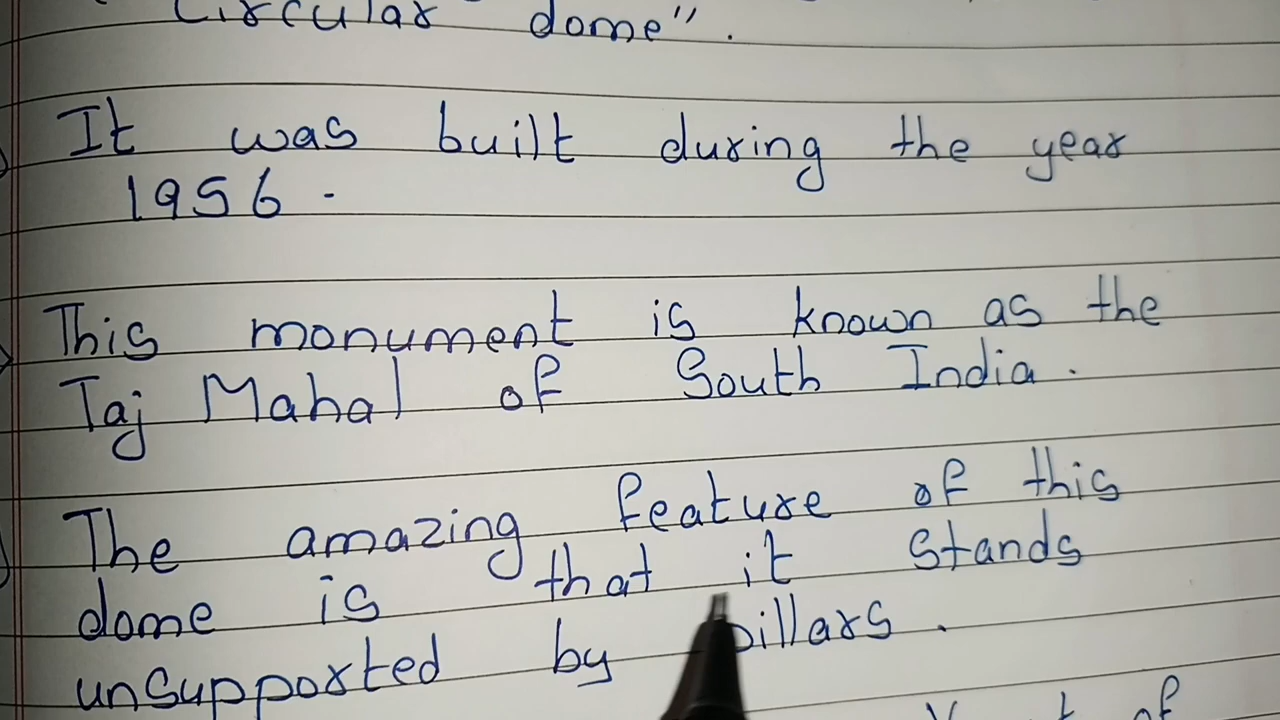 Circular dome".
It was built during the year
1956.
This monument is known as the
Taj Mahal of South India.
The amazing feature of this
dome is that it stands
unsupported by pillars.
of